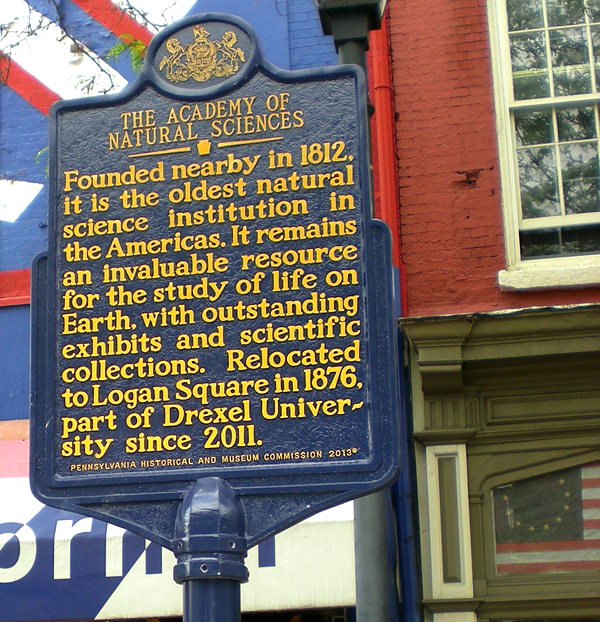 THE ACADEMY OF
NATURAL SCIENCES
Founded nearby in 1812,
it is the oldest natural
science institution in
the Americas. It remains
an invaluable resource
for the study of life on
Earth, with outstanding
exhibits and scientific
collections. Relocated
to Logan Square in 1876,
part of Drexel Univer-
sity since 2011.
PENNSYLVANIA HISTORICAL AND MUSEUM COMMISSION 2013